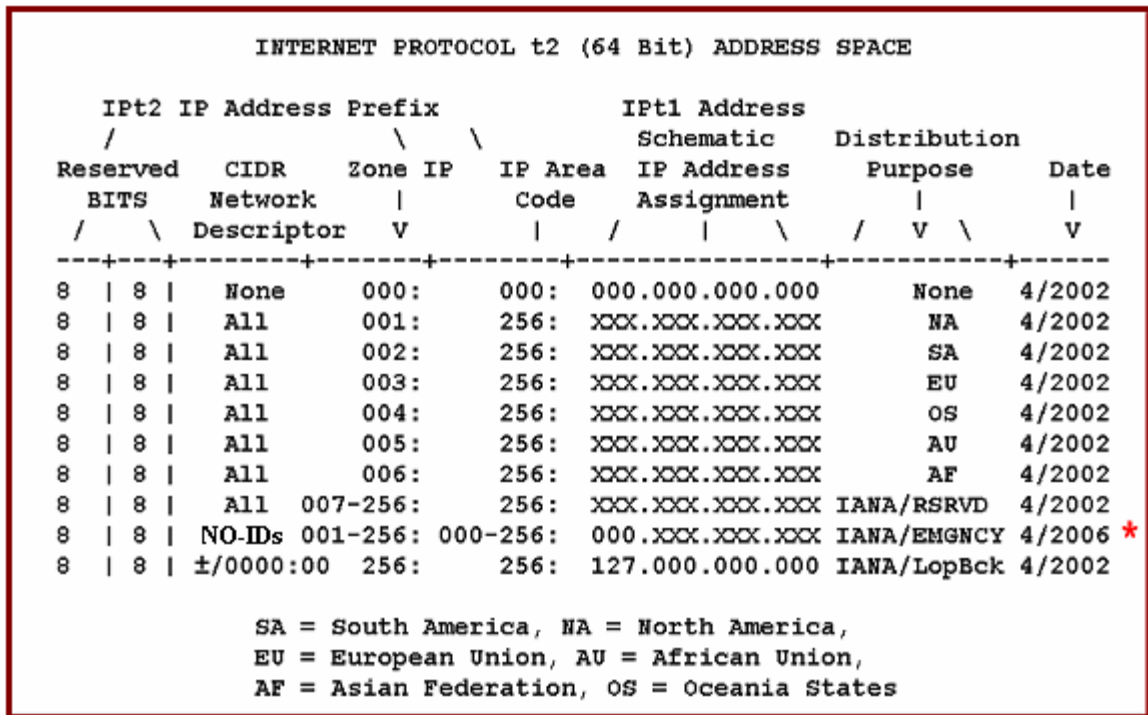 INTERNET PROTOCOL t2 (64 Bit) ADDRESS SPACE
IPt2 IP Address Prefix IPt1 Address
/ \ \ Schematic Distribution
Reserved CIDR Zone IP IP Area IP Address Purpose Date
BITS Network | Code Assignment | |
/ \ Descriptor V | / | \ / V \ V
---+---+--------+-------+--------+----------------+-----------+------
8 | 8 | None 000: 000: 000.000.000.000 None 4/2002
8 | 8 | All 001: 256: XXX.XXX.XXX.XXX NA 4/2002
8 | 8 | All 002: 256: XXX.XXX.XXX.XXX SA 4/2002
8 | 8 | All 003: 256: XXX.XXX.XXX.XXX EU 4/2002
8 | 8 | All 004: 256: XXX.XXX.XXX.XXX OS 4/2002
8 | 8 | All 005: 256: XXX.XXX.XXX.XXX AU 4/2002
8 | 8 | All 006: 256: XXX.XXX.XXX.XXX AF 4/2002
8 | 8 | All 007-256: 256: XXX.XXX.XXX.XXX IANA/RSRVD 4/2002
8 | 8 | NO-IDs 001-256: 000-256: 000.XXX.XXX.XXX IANA/EMGNCY 4/2006 *
8 | 8 | ±/0000:00 256: 256: 127.000.000.000 IANA/LopBck 4/2002
SA = South America, NA = North America,
EU = European Union, AU = African Union,
AF = Asian Federation, OS = Oceania States